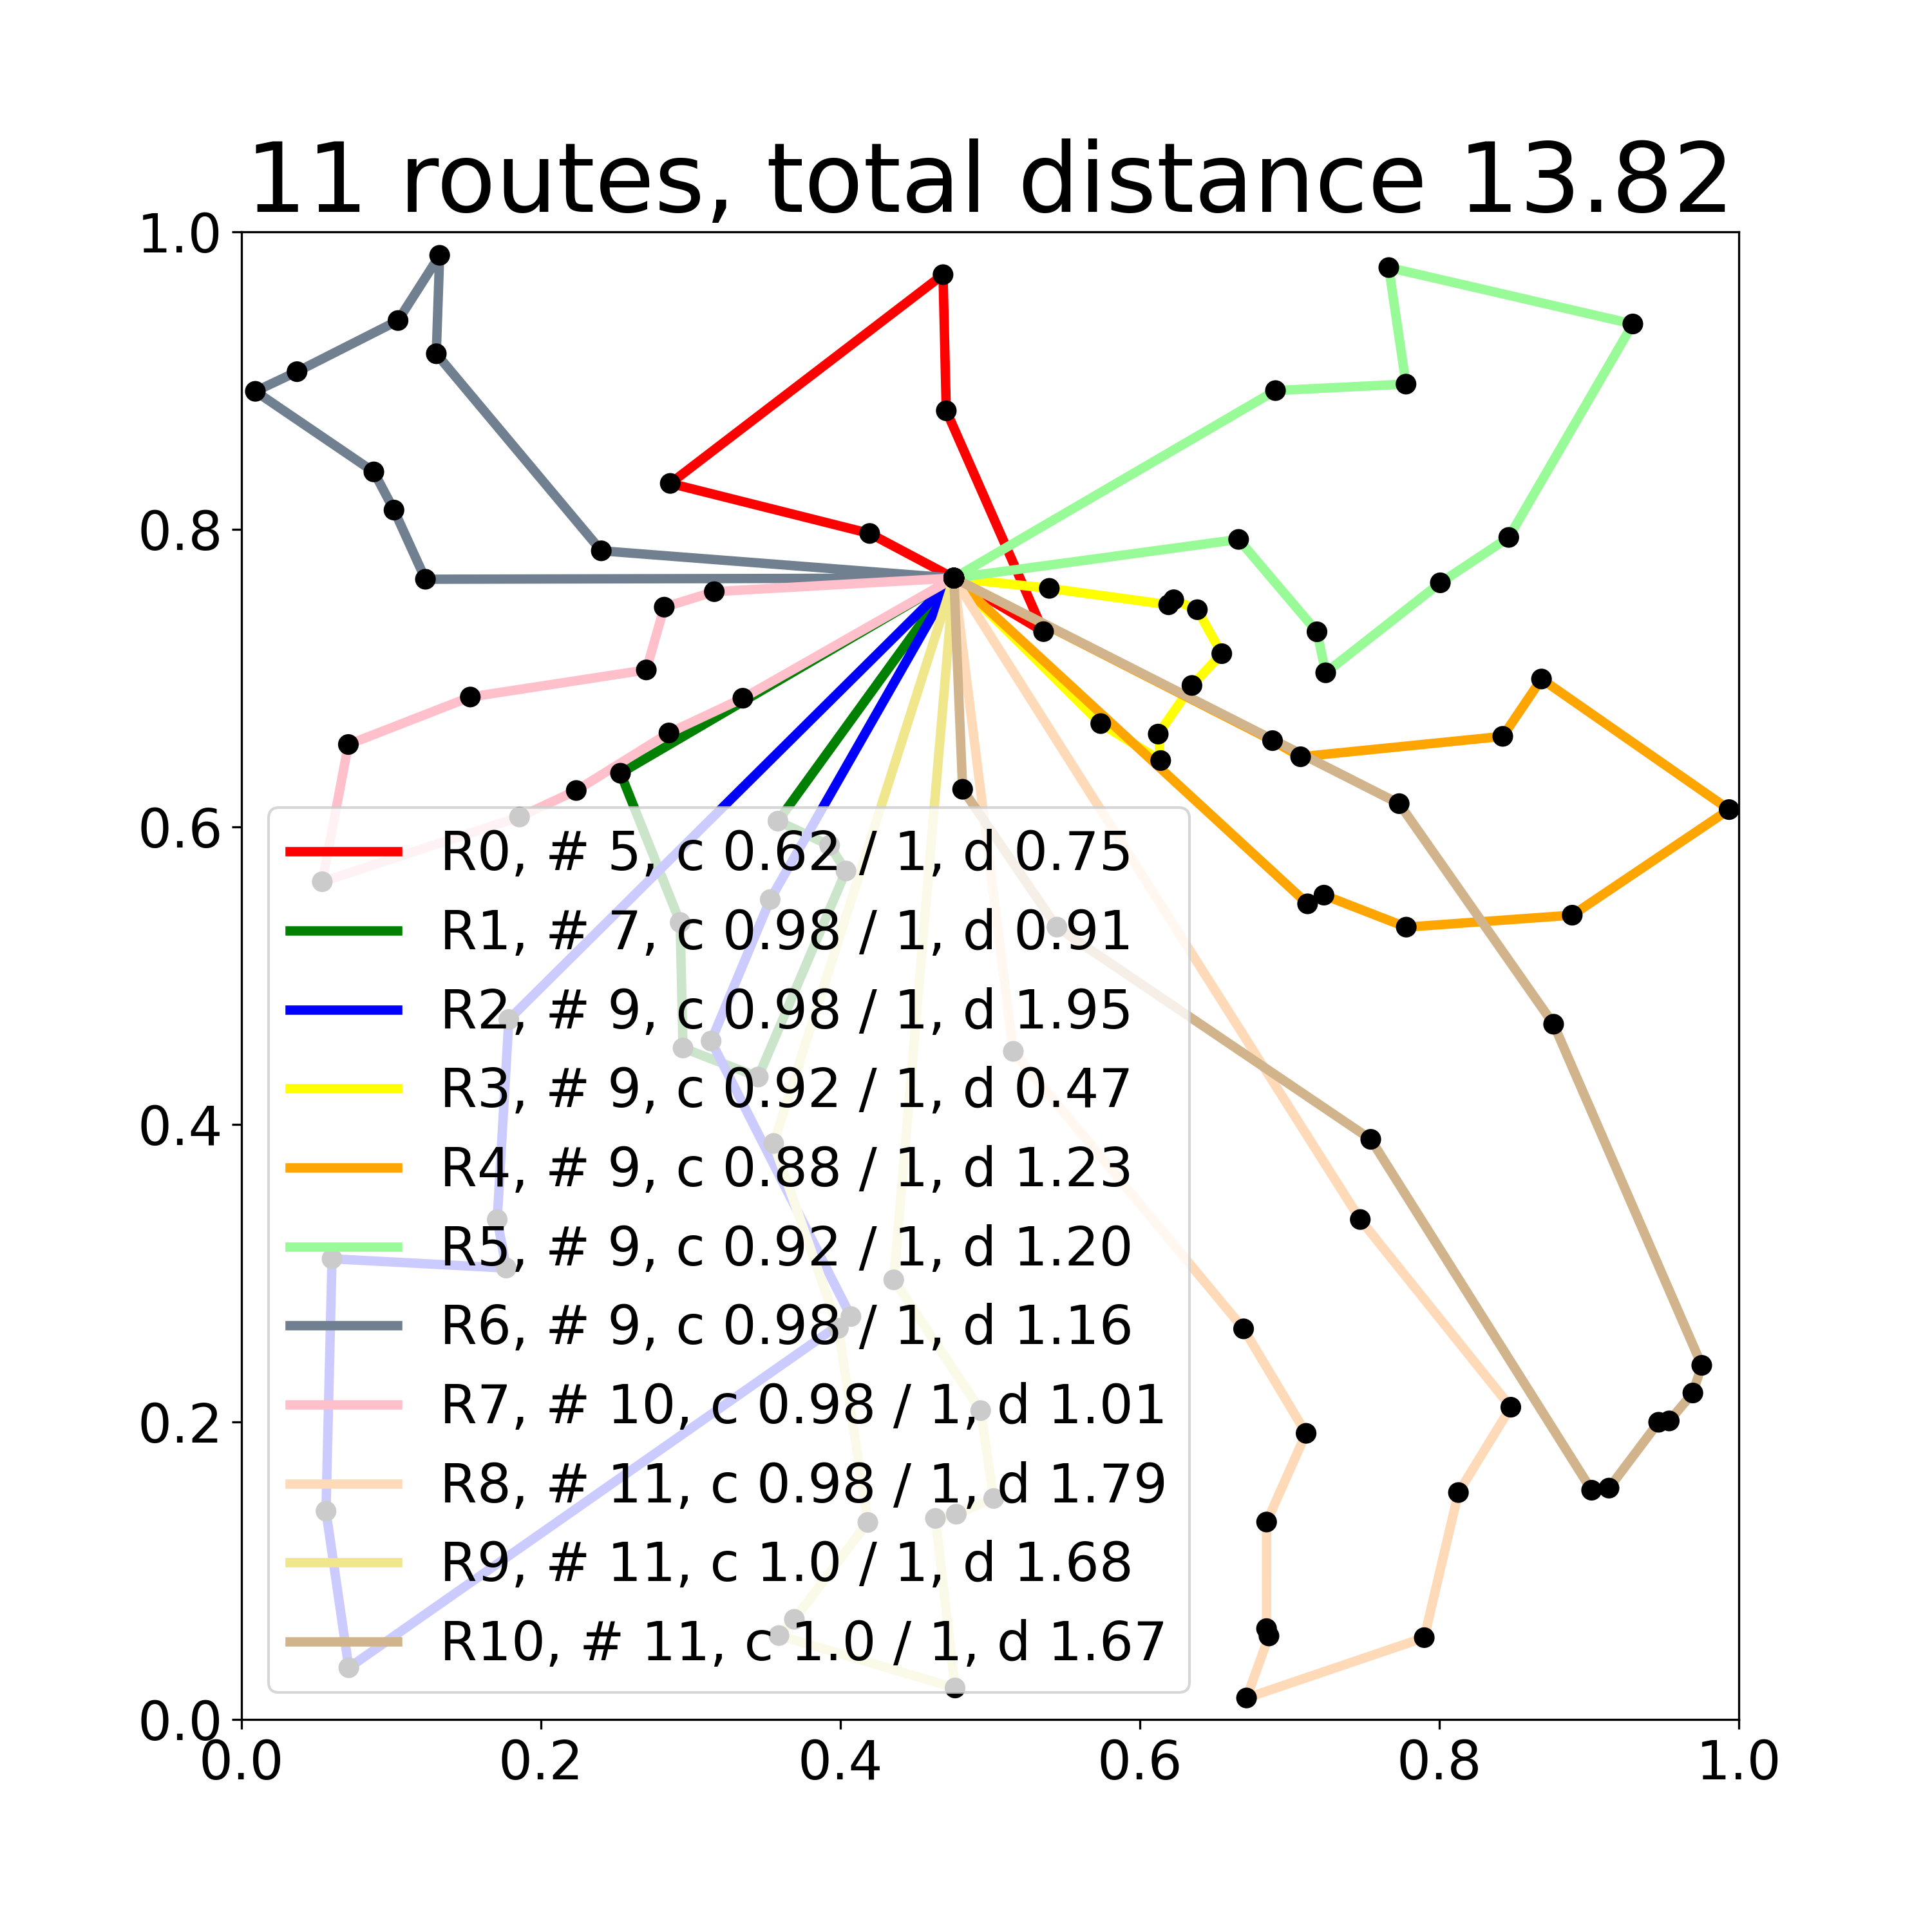 11 routes, total distance 13.82
1.0
0.8
0.6
0.4
0.2
0.0
R0, # 5, c 0.62 / 1, d 0.75
R1, # 7, c 0.98 / 1, d 0.91
R2, # 9, c 0.98 / 1, d 1.95
R3, # 9, c 0.92 / 1, d 0.47
R4, # 9, c 0.88 / 1, d 1.23
R5, # 9, c 0.92 / 1, d 1.20
R6, # 9, c 0.98 / 1, d 1.16
R7, # 10, c 0.98 / 1, d 1.01
R8, # 11, c 0.98 / 1, d 1.79
R9, # 11, c 1.0 / 1, d 1.68
R10, # 11, c 1.0 / 1, d 1.67
0.0 0.2 0.4 0.6 0.8 1.0